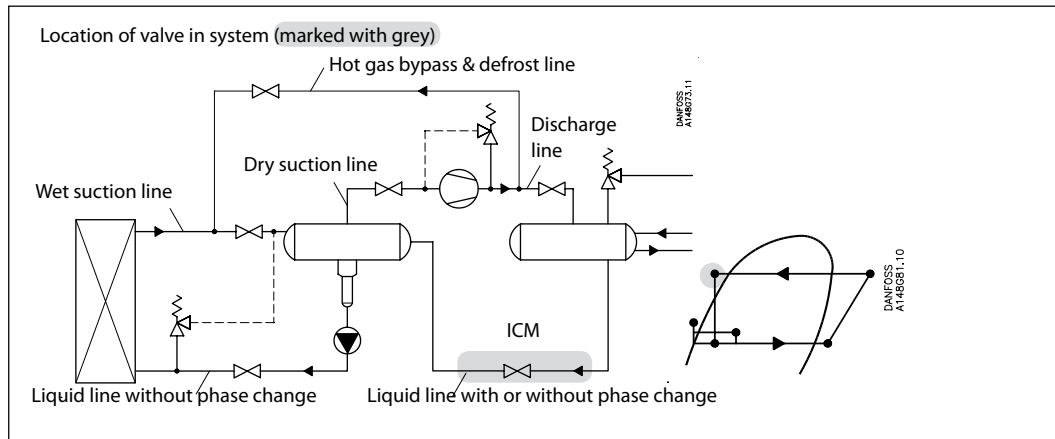 Location of valve in system (marked with grey)
Hot gas bypass & defrost line
DANFOSS
A148G73.11
Discharge
line
Dry suction line
Wet suction line
DANFOSS
A148G81.10
ICM
Liquid line without phase change
Liquid line with or without phase change